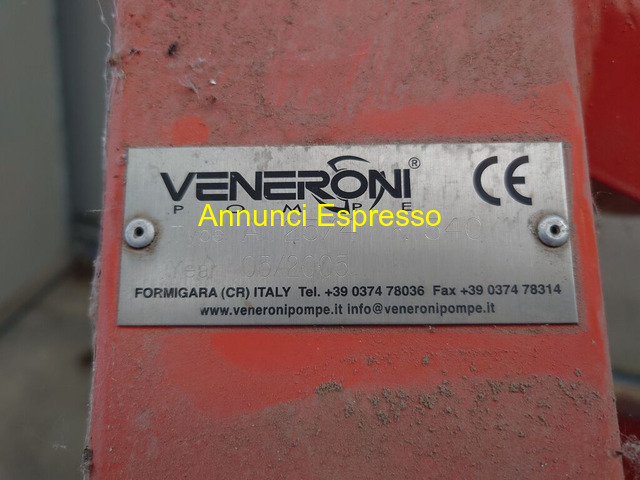 VENERONI® CE
POMPE
Annunci Espresso
Year 05/2005
FORMIGARA (CR) ITALY Tel. +39 0374 78036 Fax +39 0374 78314
www.veneronipompe.it info@veneronipompe.it